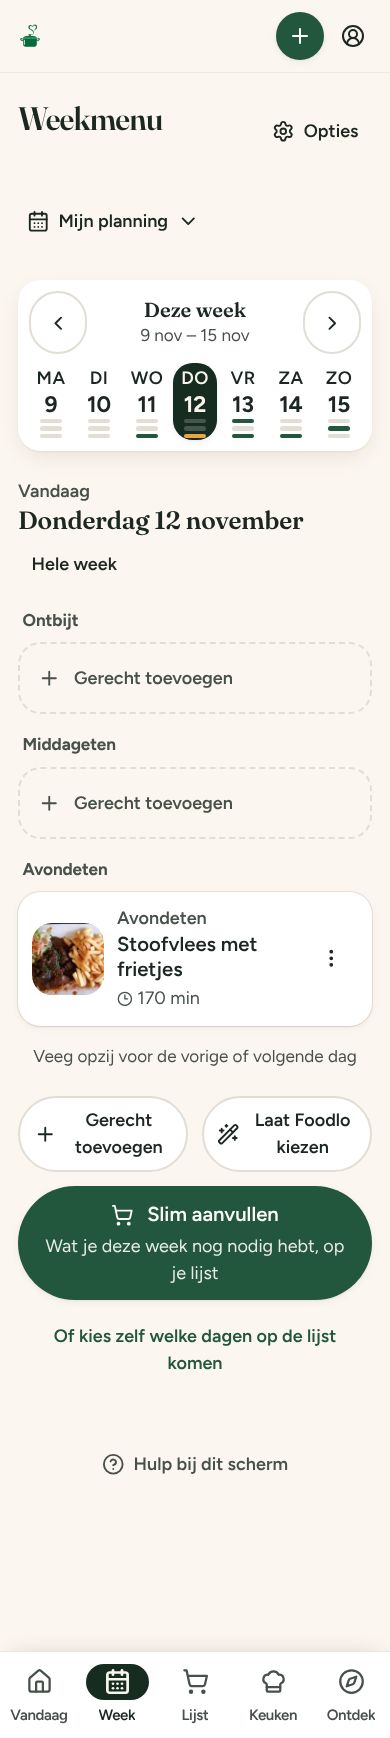 Weekmenu
Opties
Mijn planning
Deze week
9 nov – 15 nov
MA DI WO DO VR ZA ZO
9 10 11 12 13 14 15
Vandaag
Donderdag 12 november
Hele week
Ontbijt
Gerecht toevoegen
Middageten
Gerecht toevoegen
Avondeten
Avondeten
Stoofvlees met
frietjes
170 min
Veeg opzij voor de vorige of volgende dag
Gerecht
toevoegen
Laat Foodlo
kiezen
Slim aanvullen
Wat je deze week nog nodig hebt, op
je lijst
Of kies zelf welke dagen op de lijst
komen
Hulp bij dit scherm
Vandaag Week Lijst Keuken Ontdek